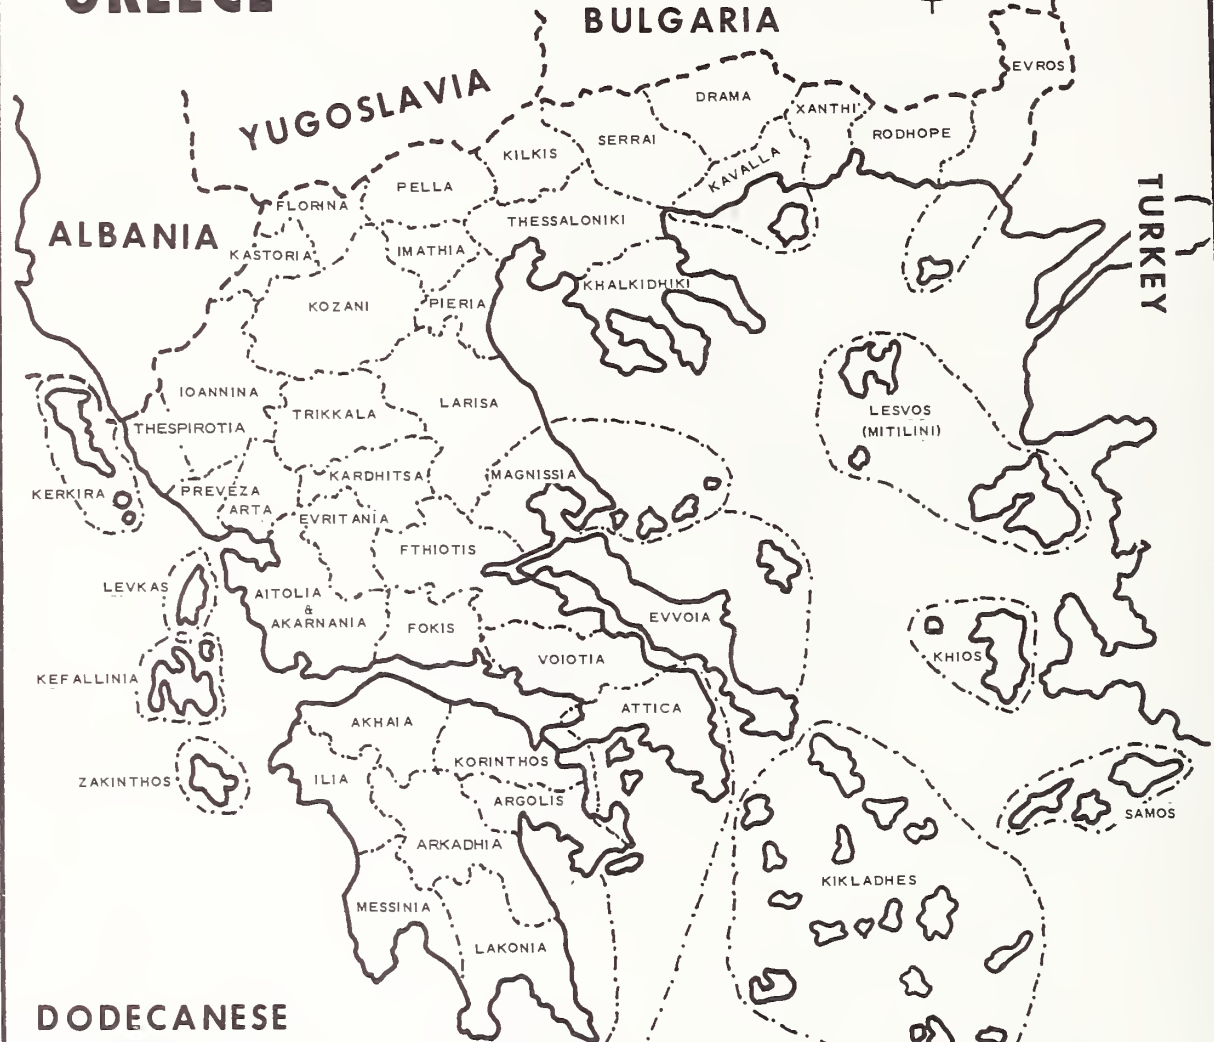 GREECE
BULGARIA
YUGOSLAVIA
EVROS
DRAMA
XANTHI
RODHOPE
SERRAI
KILKIS
KAVALLA
PELLA
FLORINA
THESSALONIKI
TURKEY
ALBANIA
KASTORIA
IMATHIA
KHALKIDHIKI
KOZANI
PIERIA
IOANNINA
TRIKKALA
LARISA
LESVOS
(MITILINI)
THESPIROTIA
KARDHITSA
MAGNISSIA
KERKIRA
PREVEZA
ARTA
EVRITANIA
FTHIOTIS
LEVKAS
AITOLIA
&
AKARNANIA
FOKIS
EVVOIA
VOIOTIA
KHIOS
KEFALLINIA
ATTICA
AKHAIA
KORINTHOS
ZAKINTHOS
ILIA
ARGOLIS
SAMOS
ARKADHIA
KIKLADHES
MESSINIA
LAKONIA
DODECANESE